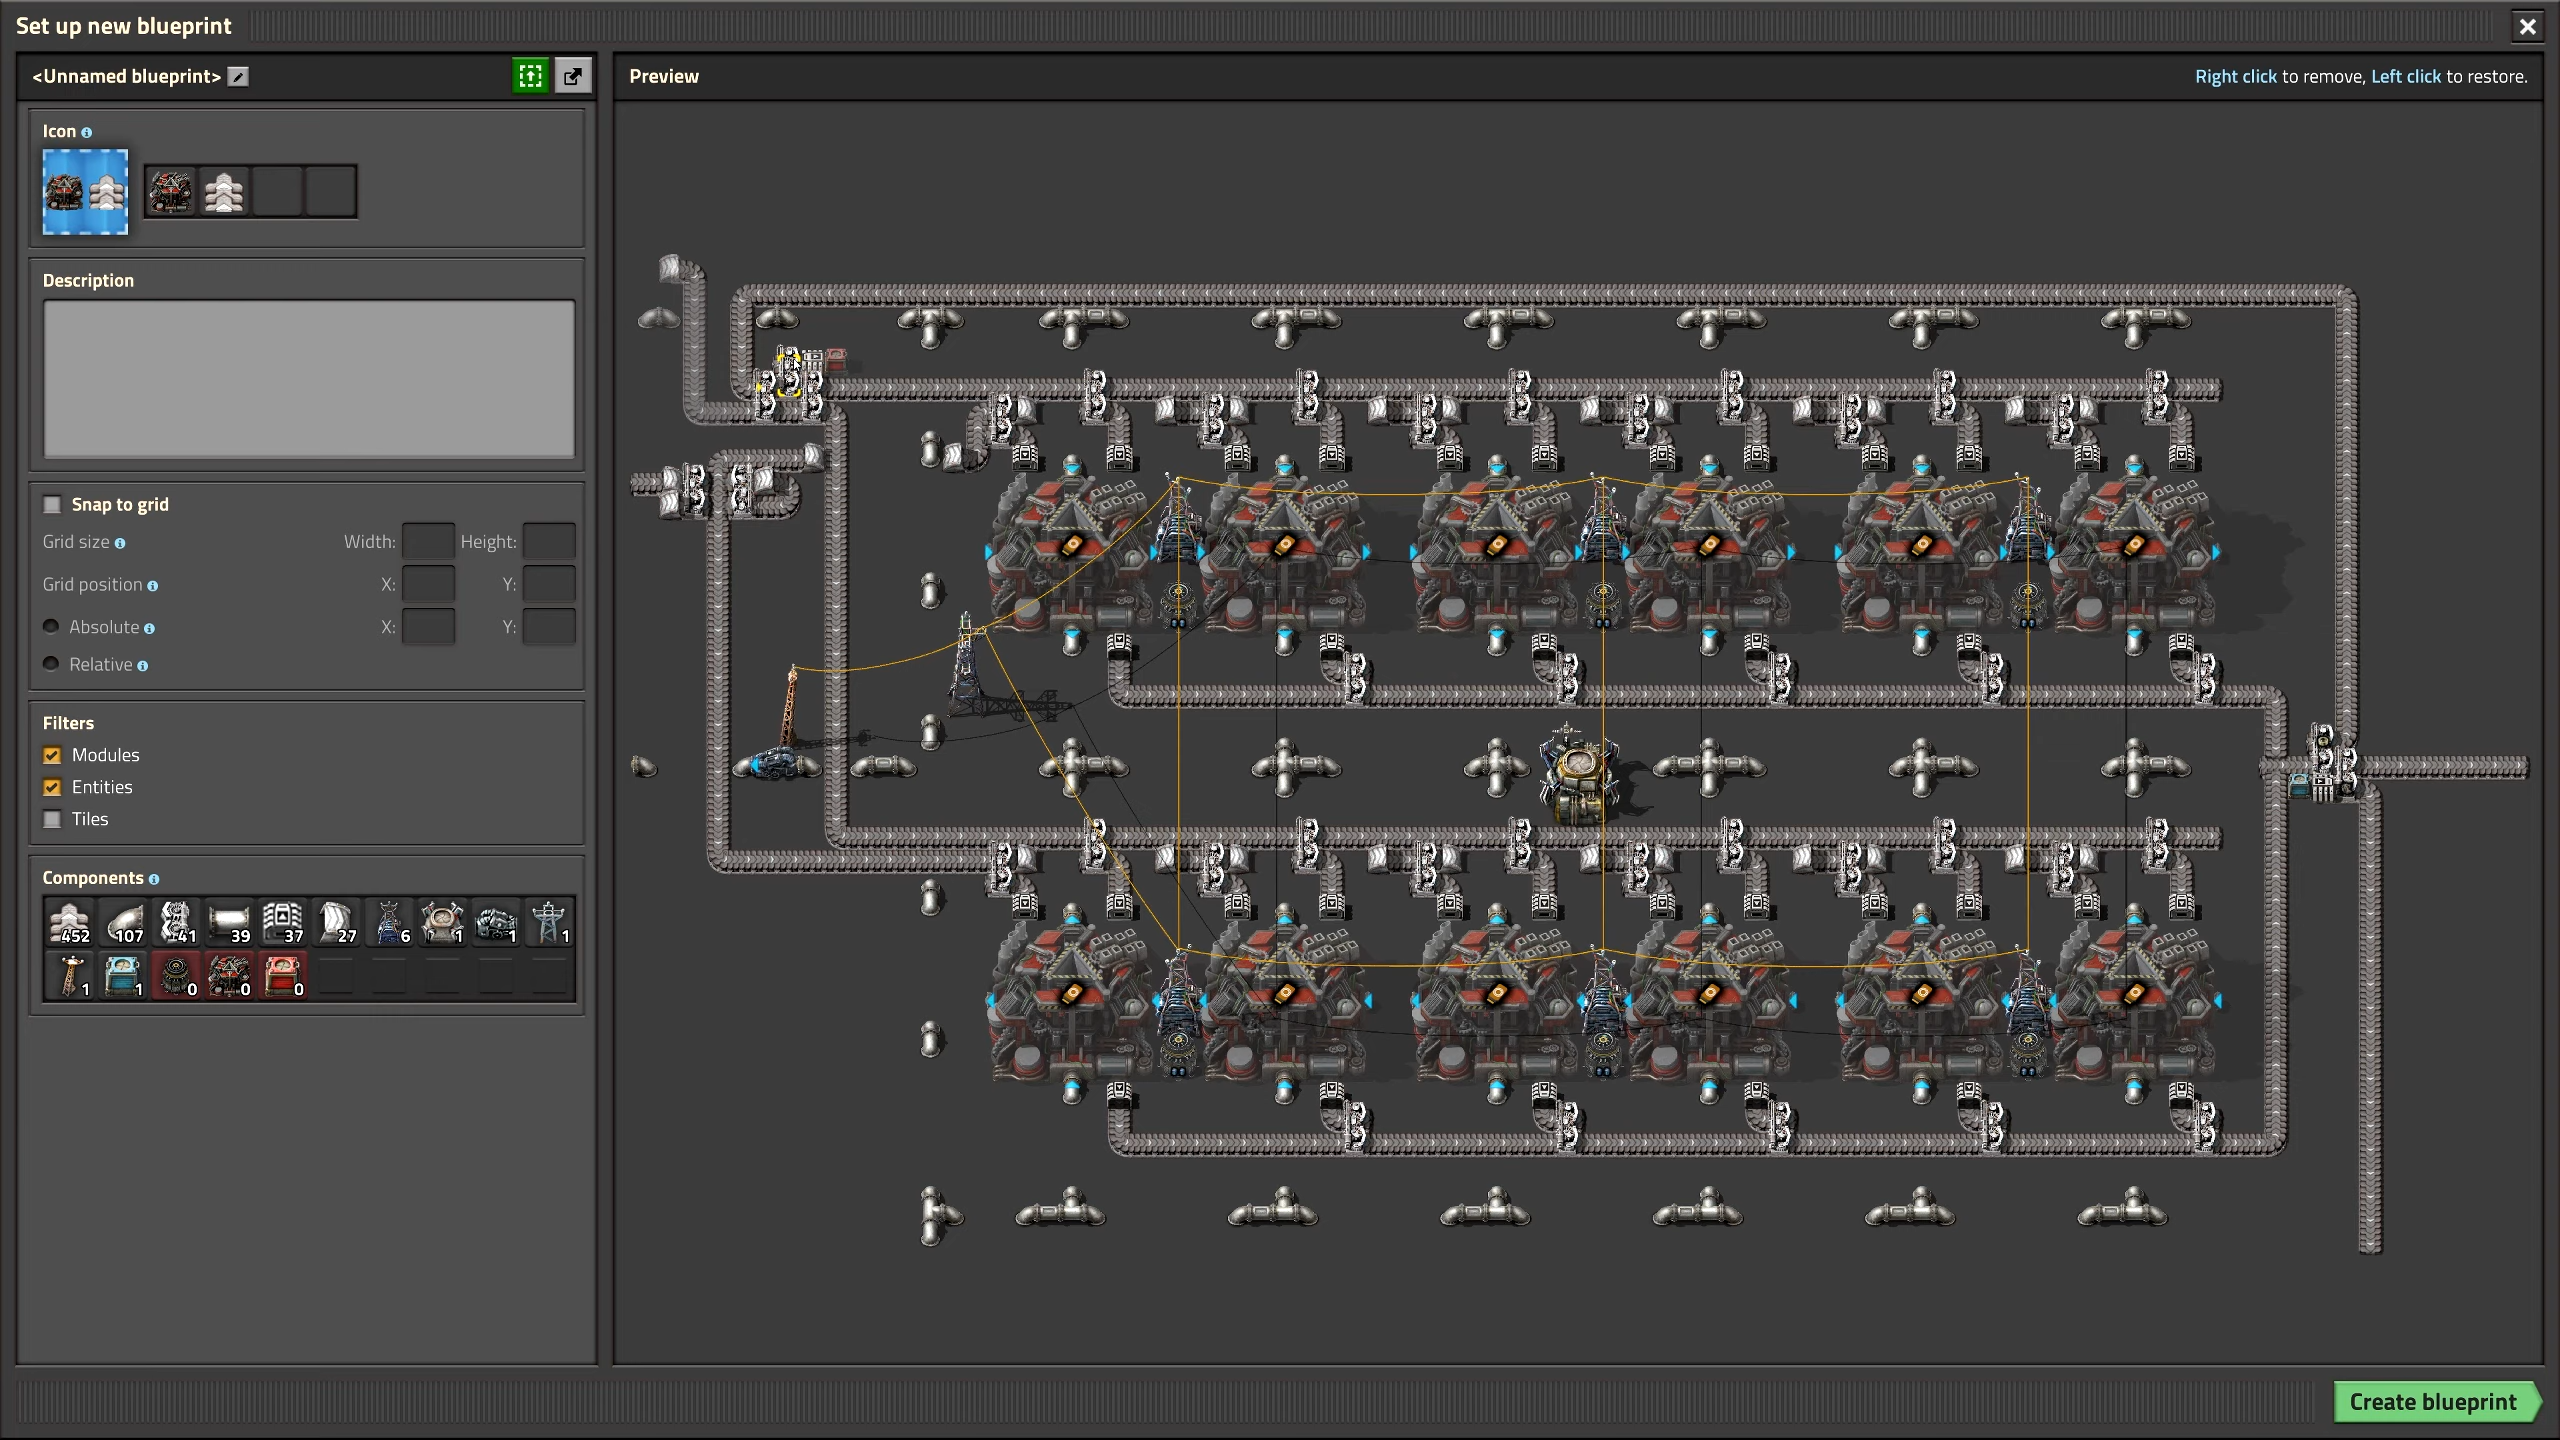 Set up new blueprint
<Unnamed blueprint>
Preview
Right click to remove, Left click to restore.
Icon
Description
Snap to grid
Grid size Width: Height:
Grid position X: Y:
Absolute X: Y:
Relative
Filters
Modules
Entities
Tiles
Components
452 107 41 39 37 27 6 1 1 1
1 1 0 0 0
Create blueprint